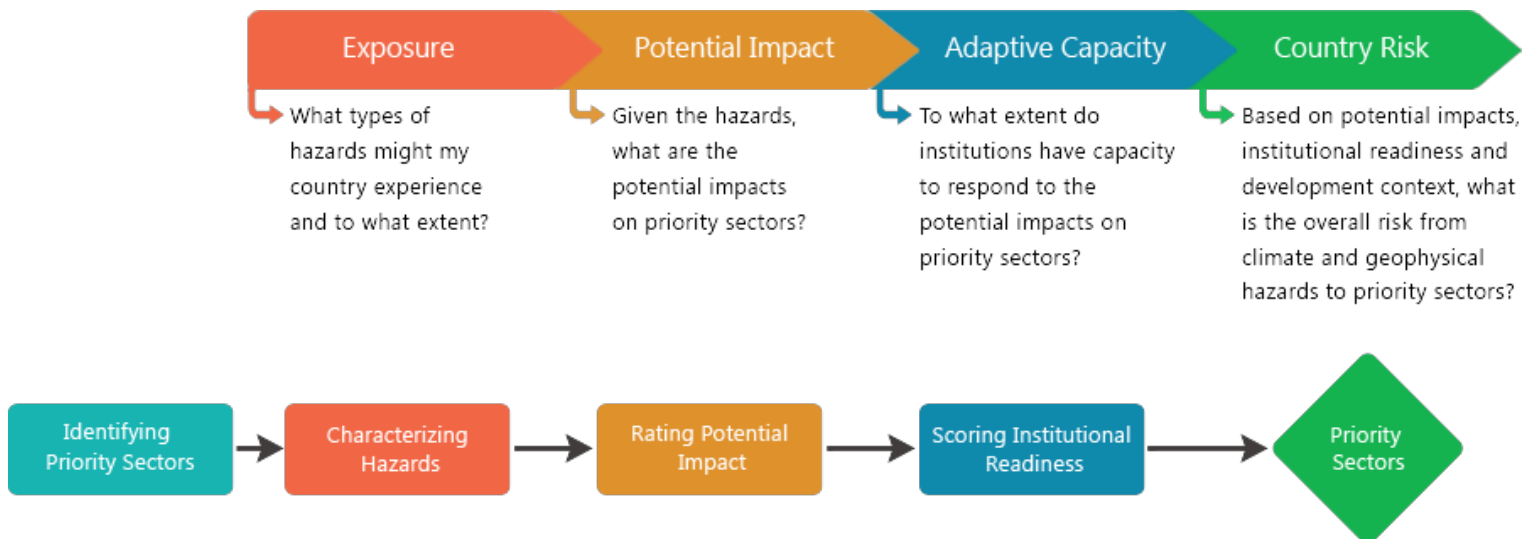 Exposure
Potential Impact
Adaptive Capacity
Country Risk
What types of
hazards might my
country experience
and to what extent?
Given the hazards,
what are the
potential impacts
on priority sectors?
To what extent do
institutions have capacity
to respond to the
potential impacts on
priority sectors?
Based on potential impacts,
institutional readiness and
development context, what
is the overall risk from
climate and geophysical
hazards to priority sectors?
Identifying
Priority Sectors
Characterizing
Hazards
Rating Potential
Impact
Scoring Institutional
Readiness
Priority
Sectors